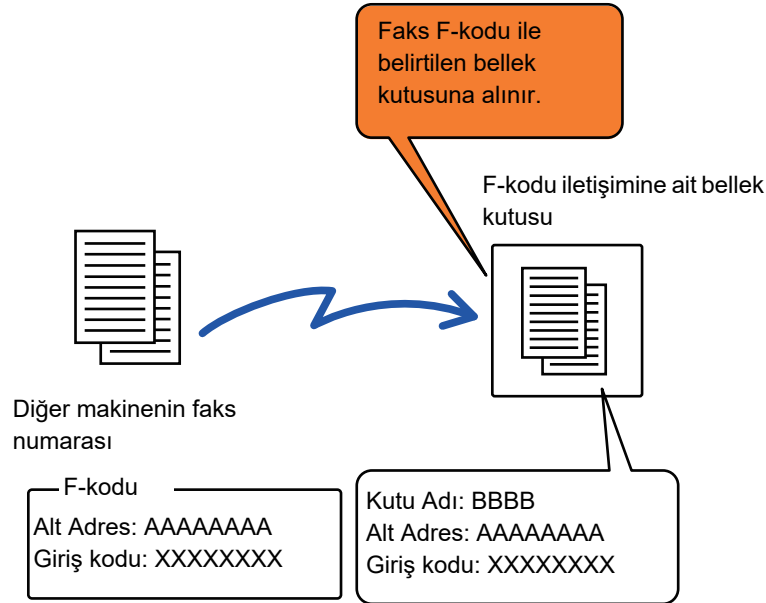 Faks F-kodu ile
belirtilen bellek
kutusuna alınır.
F-kodu iletişimine ait bellek
kutusu
Diğer makinenin faks
numarası
F-kodu
Alt Adres: AAAAAAAA
Giriş kodu: XXXXXXXX
Kutu Adı: BBBB
Alt Adres: AAAAAAAA
Giriş kodu: XXXXXXXX